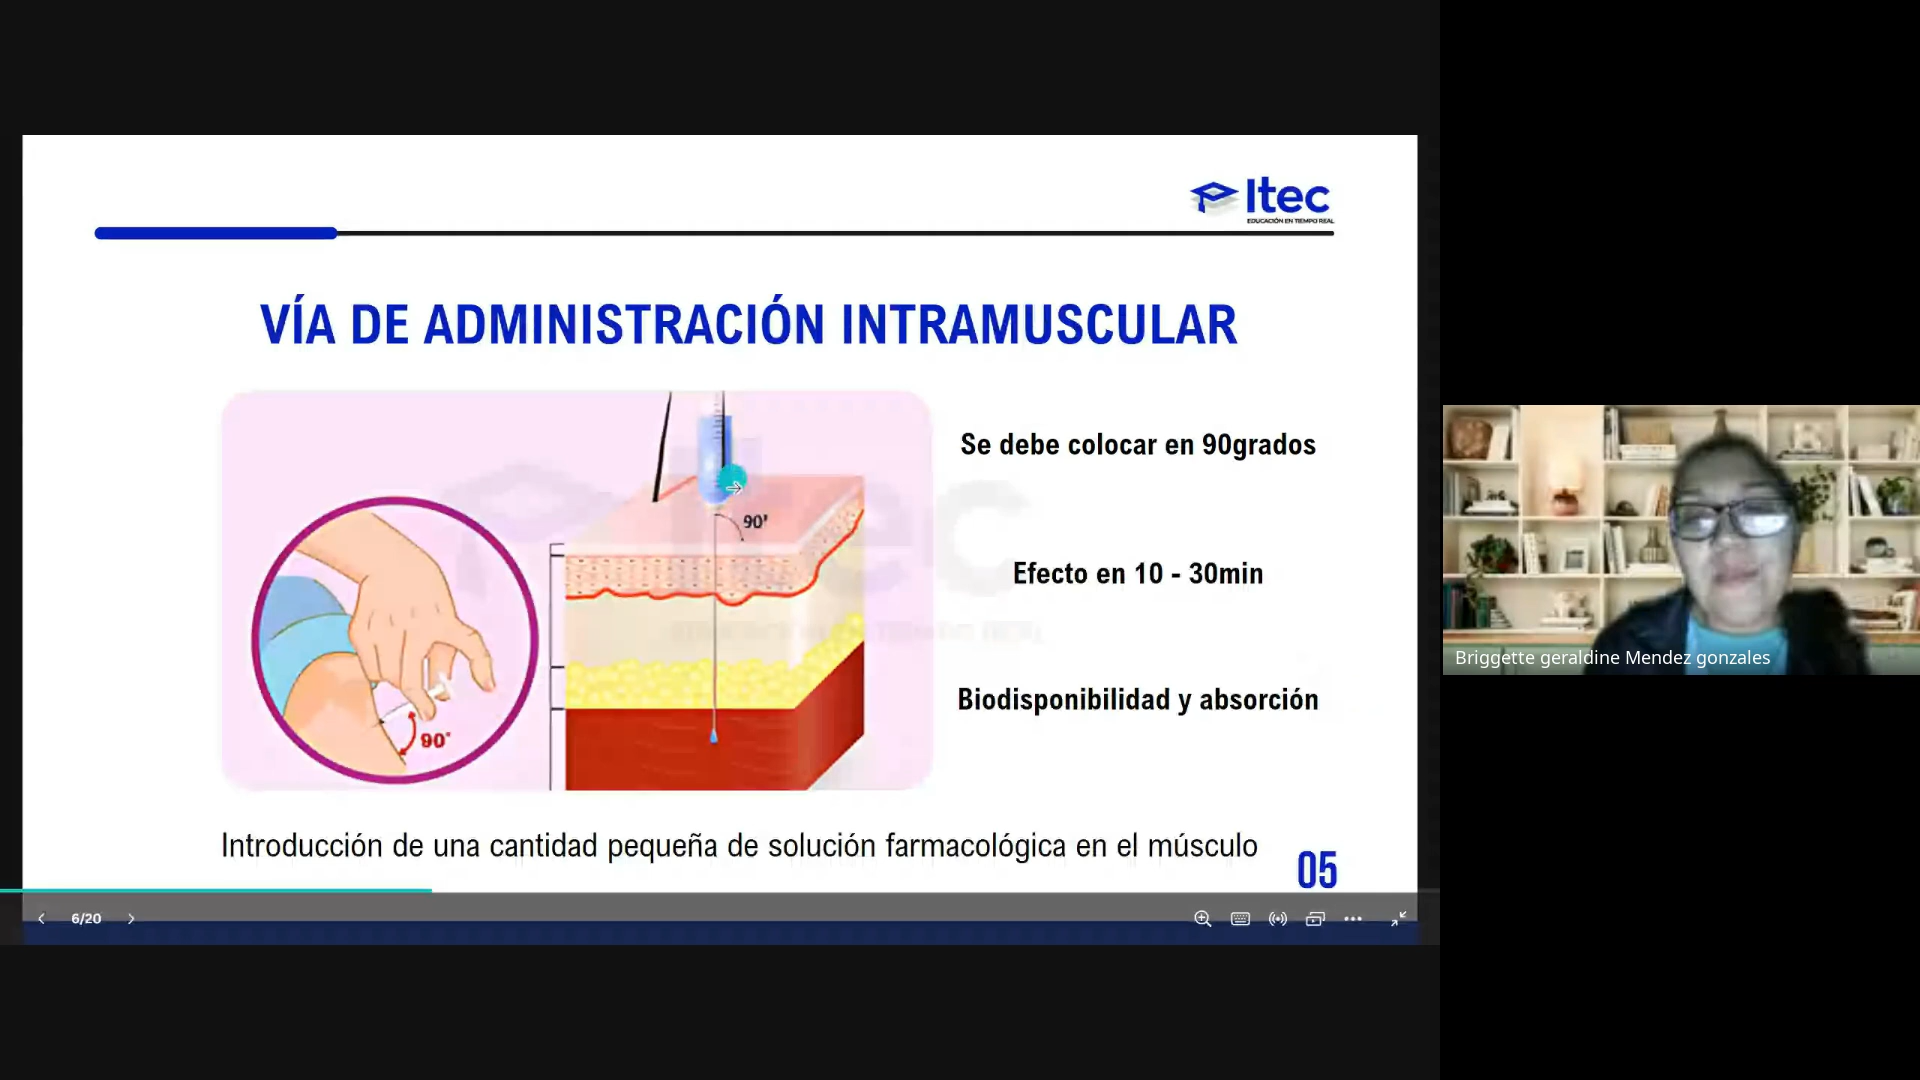 Itec
EDUCACIÓN EN TIEMPO REAL
VÍA DE ADMINISTRACIÓN INTRAMUSCULAR
90'
90°
Se debe colocar en 90grados
Efecto en 10 - 30min
Biodisponibilidad y absorción
Introducción de una cantidad pequeña de solución farmacológica en el músculo
05
6/20
Briggette geraldine Mendez gonzales